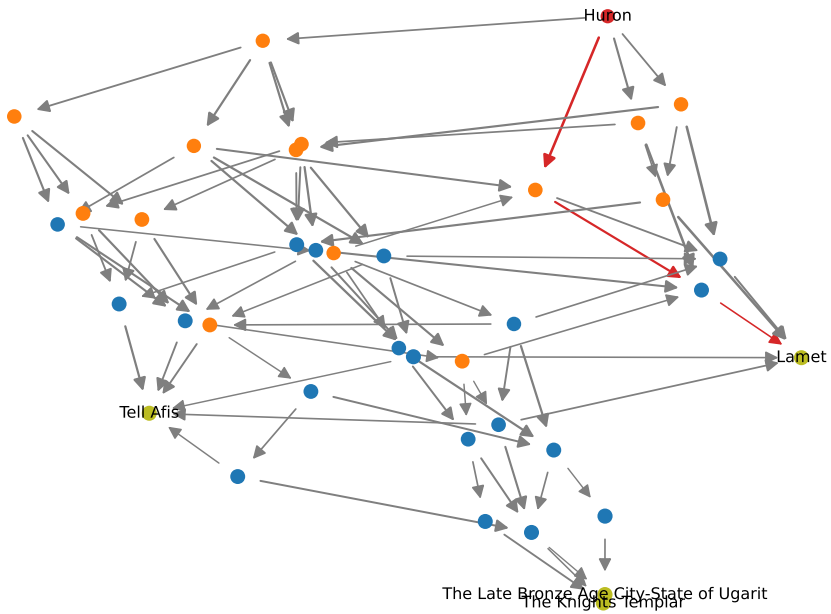 Huron
Lamet
Tell Afis
The Late Bronze Age City-State of Ugarit
The Knights Templar